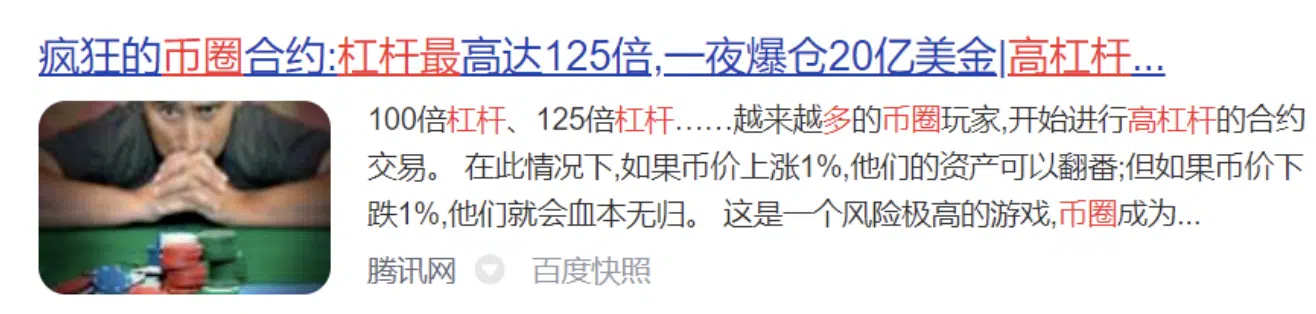 疯狂的币圈合约:杠杆最高达125倍,一夜爆仓20亿美金|高杠杆...
100倍杠杆、125倍杠杆……越来越多的币圈玩家,开始进行高杠杆的合约
交易。 在此情况下,如果币价上涨1%,他们的资产可以翻番;但如果币价下
跌1%,他们就会血本无归。 这是一个风险极高的游戏,币圈成为...
腾讯网 百度快照